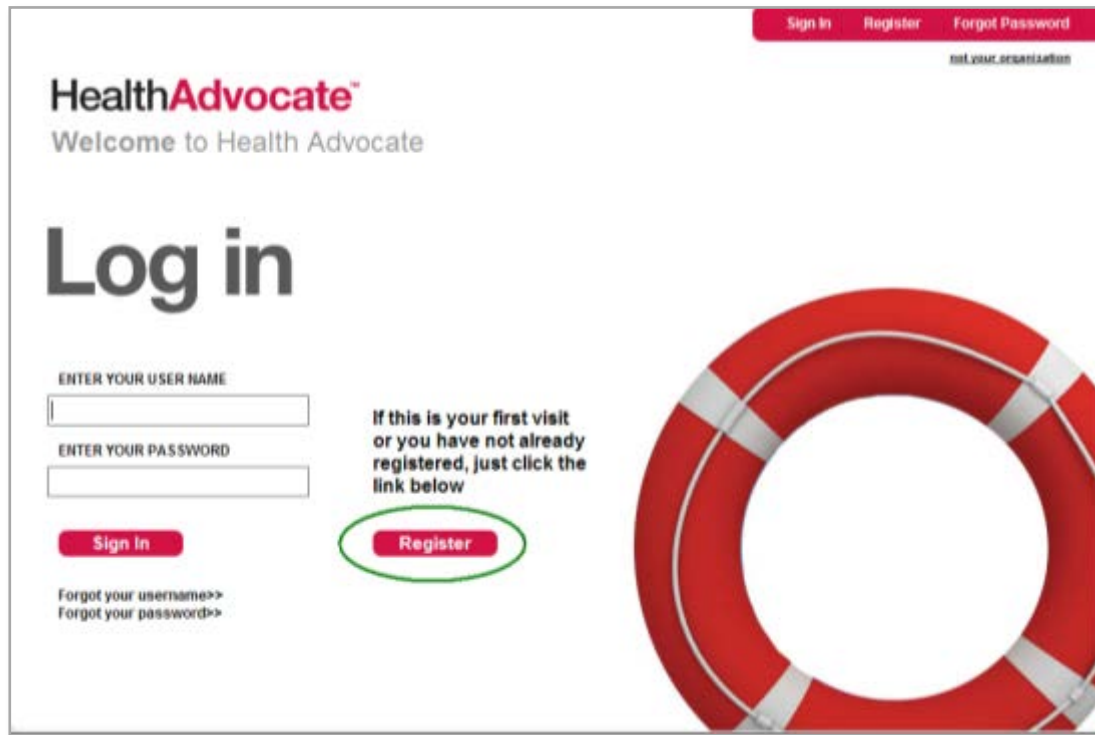 Sign In Register Forgot Password
not your organization
HealthAdvocate™
Welcome to Health Advocate
Log in
ENTER YOUR USER NAME
ENTER YOUR PASSWORD
If this is your first visit
or you have not already
registered, just click the
link below
Sign In
Register
Forgot your username>>
Forgot your password>>